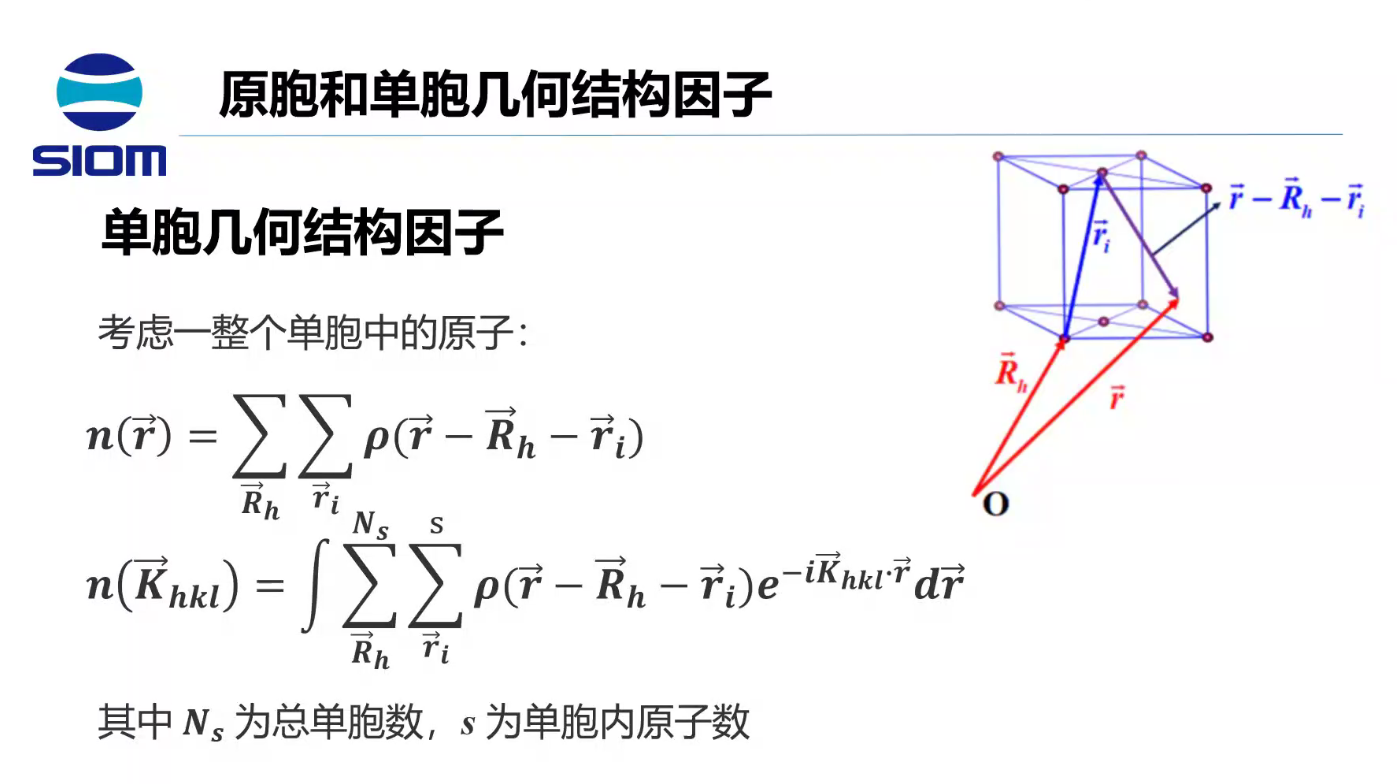 原胞和单胞几何结构因子
SIOM
单胞几何结构因子
考虑一整个单胞中的原子：
$n(\vec{r}) = \sum_{\vec{R}_h} \sum_{\vec{r}_i} \rho(\vec{r} - \vec{R}_h - \vec{r}_i)$
$n(\vec{K}_{hkl}) = \int \sum_{\vec{R}_h}^{N_s} \sum_{\vec{r}_i}^{s} \rho(\vec{r} - \vec{R}_h - \vec{r}_i) e^{-i\vec{K}_{hkl} \cdot \vec{r}} d\vec{r}$
其中 $N_s$ 为总单胞数，s 为单胞内原子数
$\vec{r} - \vec{R}_h - \vec{r}_i$
$\vec{r}_i$
$\vec{R}_h$
$\vec{r}$
O